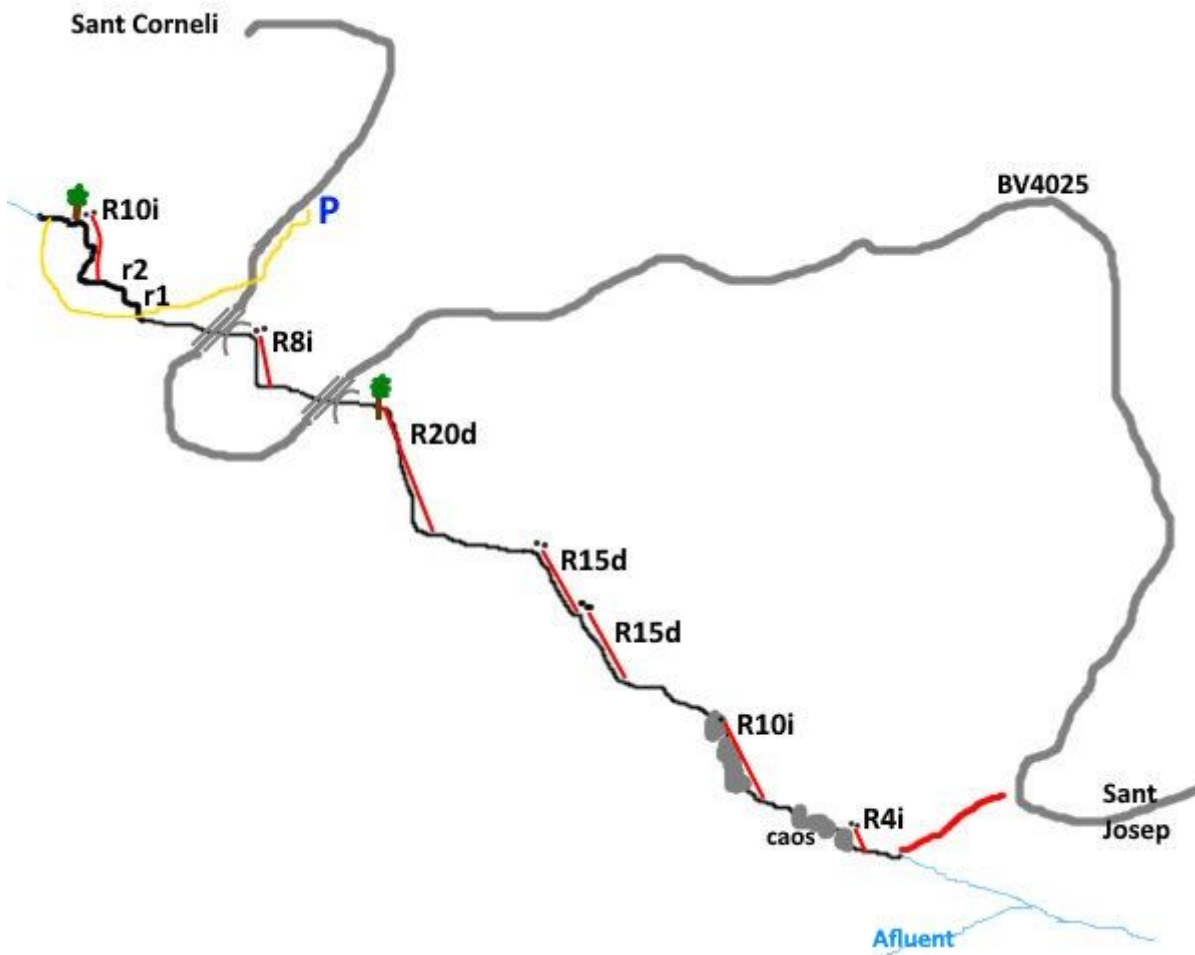 Sant Corneli
BV4025
R10i
P
r2
r1
R8i
R20d
R15d
R15d
R10i
R4i
Sant
Josep
caos
Afluent